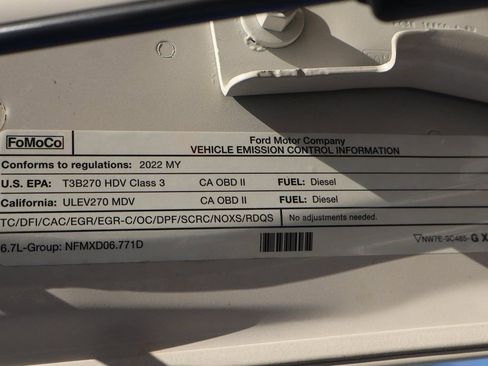 FoMoCo
Ford Motor Company
VEHICLE EMISSION CONTROL INFORMATION
Conforms to regulations: 2022 MY
U.S. EPA: T3B270 HDV Class 3 CA OBD II FUEL: Diesel
California: ULEV270 MDV CA OBD II FUEL: Diesel
TC/DFI/CAC/EGR/EGR-C/OC/DPF/SCRC/NOXS/RDQS No adjustments needed.
6.7L-Group: NFMXD06.771D
NW7E-9C485- G X